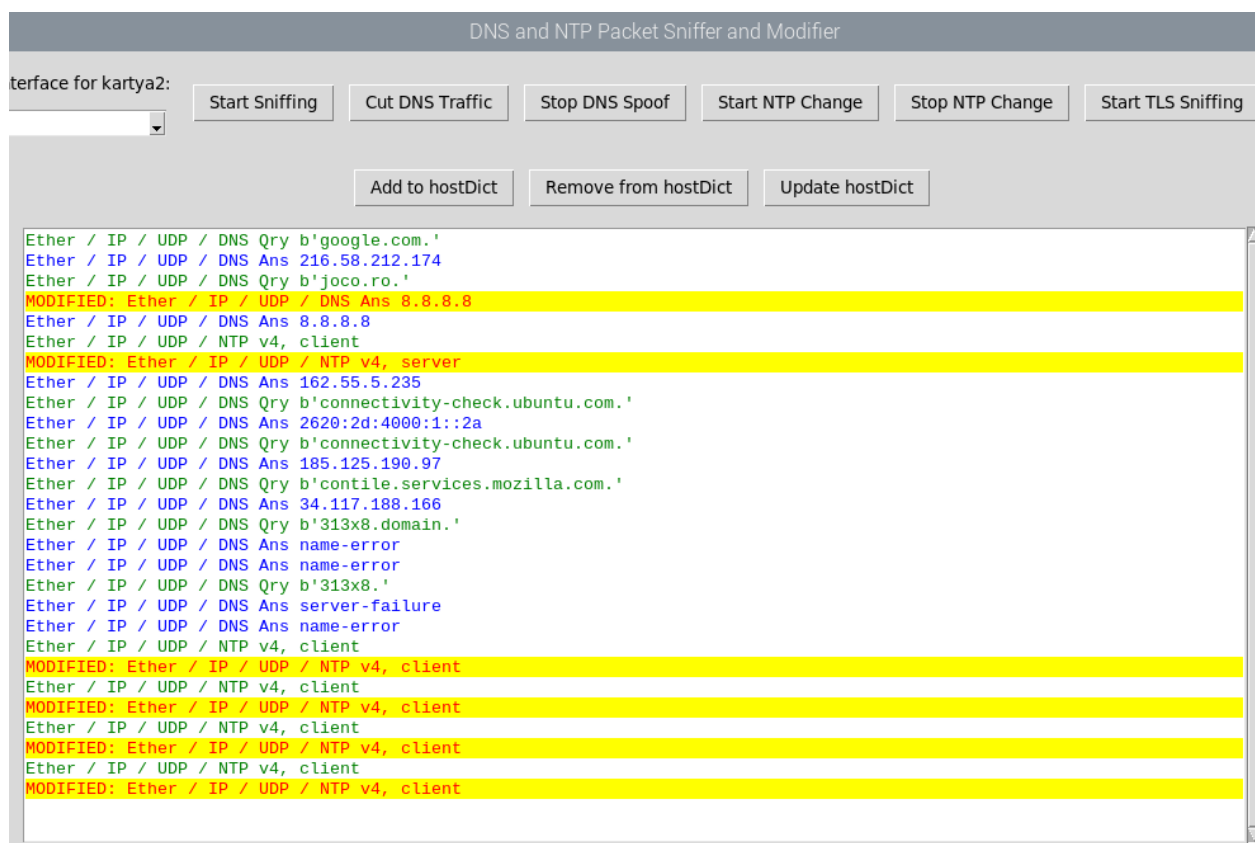 DNS and NTP Packet Sniffer and Modifier
terface for kartya2:
Start Sniffing Cut DNS Traffic Stop DNS Spoof Start NTP Change Stop NTP Change Start TLS Sniffing
Add to hostDict Remove from hostDict Update hostDict
Ether / IP / UDP / DNS Qry b'google.com.'
Ether / IP / UDP / DNS Ans 216.58.212.174
Ether / IP / UDP / DNS Qry b'joco.ro.'
MODIFIED: Ether / IP / UDP / DNS Ans 8.8.8.8
Ether / IP / UDP / DNS Ans 8.8.8.8
Ether / IP / UDP / NTP v4, client
MODIFIED: Ether / IP / UDP / NTP v4, server
Ether / IP / UDP / DNS Ans 162.55.5.235
Ether / IP / UDP / DNS Qry b'connectivity-check.ubuntu.com.'
Ether / IP / UDP / DNS Ans 2620:2d:4000:1::2a
Ether / IP / UDP / DNS Qry b'connectivity-check.ubuntu.com.'
Ether / IP / UDP / DNS Ans 185.125.190.97
Ether / IP / UDP / DNS Qry b'contile.services.mozilla.com.'
Ether / IP / UDP / DNS Ans 34.117.188.166
Ether / IP / UDP / DNS Qry b'313x8.domain.'
Ether / IP / UDP / DNS Ans name-error
Ether / IP / UDP / DNS Ans name-error
Ether / IP / UDP / DNS Qry b'313x8.'
Ether / IP / UDP / DNS Ans server-failure
Ether / IP / UDP / DNS Ans name-error
Ether / IP / UDP / NTP v4, client
MODIFIED: Ether / IP / UDP / NTP v4, client
Ether / IP / UDP / NTP v4, client
MODIFIED: Ether / IP / UDP / NTP v4, client
Ether / IP / UDP / NTP v4, client
MODIFIED: Ether / IP / UDP / NTP v4, client
Ether / IP / UDP / NTP v4, client
MODIFIED: Ether / IP / UDP / NTP v4, client